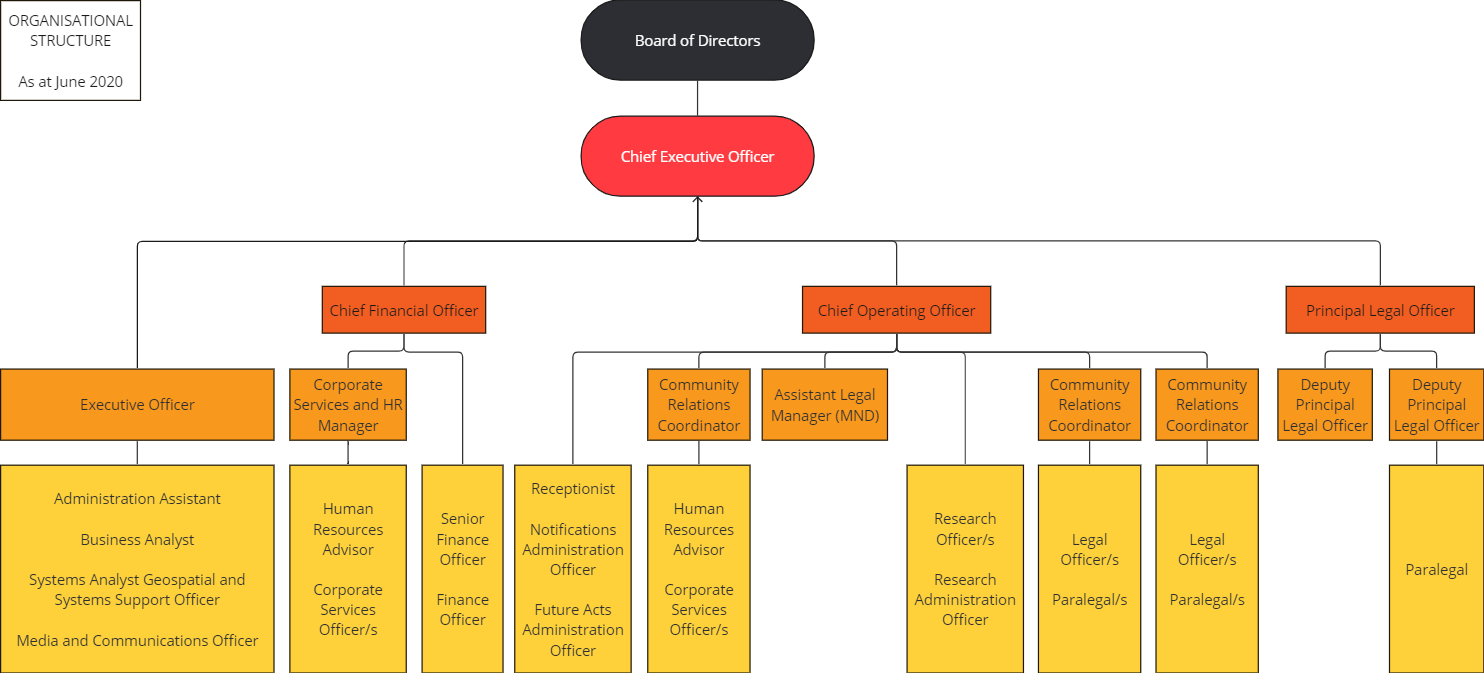 ORGANISATIONAL
STRUCTURE
As at June 2020
Board of Directors
Chief Executive Officer
Chief Financial Officer
Chief Operating Officer
Principal Legal Officer
Executive Officer
Corporate
Services and HR
Manager
Community
Relations
Coordinator
Assistant Legal
Manager (MND)
Community
Relations
Coordinator
Community
Relations
Coordinator
Deputy
Principal
Legal Officer
Deputy
Principal
Legal Officer
Administration Assistant
Business Analyst
Systems Analyst Geospatial and
Systems Support Officer
Media and Communications Officer
Human
Resources
Advisor
Corporate
Services
Officer/s
Senior
Finance
Officer
Finance
Officer
Receptionist
Notifications
Administration
Officer
Future Acts
Administration
Officer
Human
Resources
Advisor
Corporate
Services
Officer/s
Research
Officer/s
Research
Administration
Officer
Legal
Officer/s
Paralegal/s
Legal
Officer/s
Paralegal/s
Paralegal